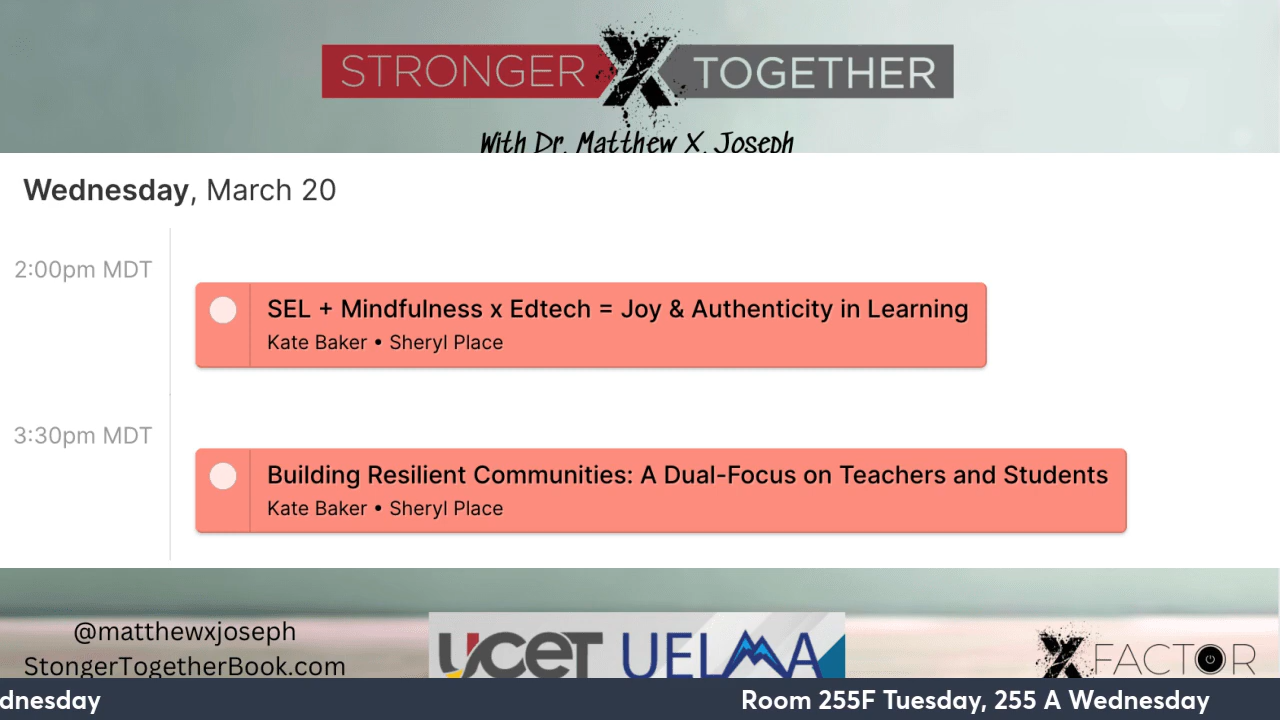 STRONGER X TOGETHER
With Dr. Matthew X. Joseph
Wednesday, March 20
2:00pm MDT
SEL + Mindfulness x Edtech = Joy & Authenticity in Learning
Kate Baker • Sheryl Place
3:30pm MDT
Building Resilient Communities: A Dual-Focus on Teachers and Students
Kate Baker • Sheryl Place
@matthewxjoseph
StongerTogetherBook.com
ucet UELMA
X FACTOR
dnesday
Room 255F Tuesday, 255 A Wednesday